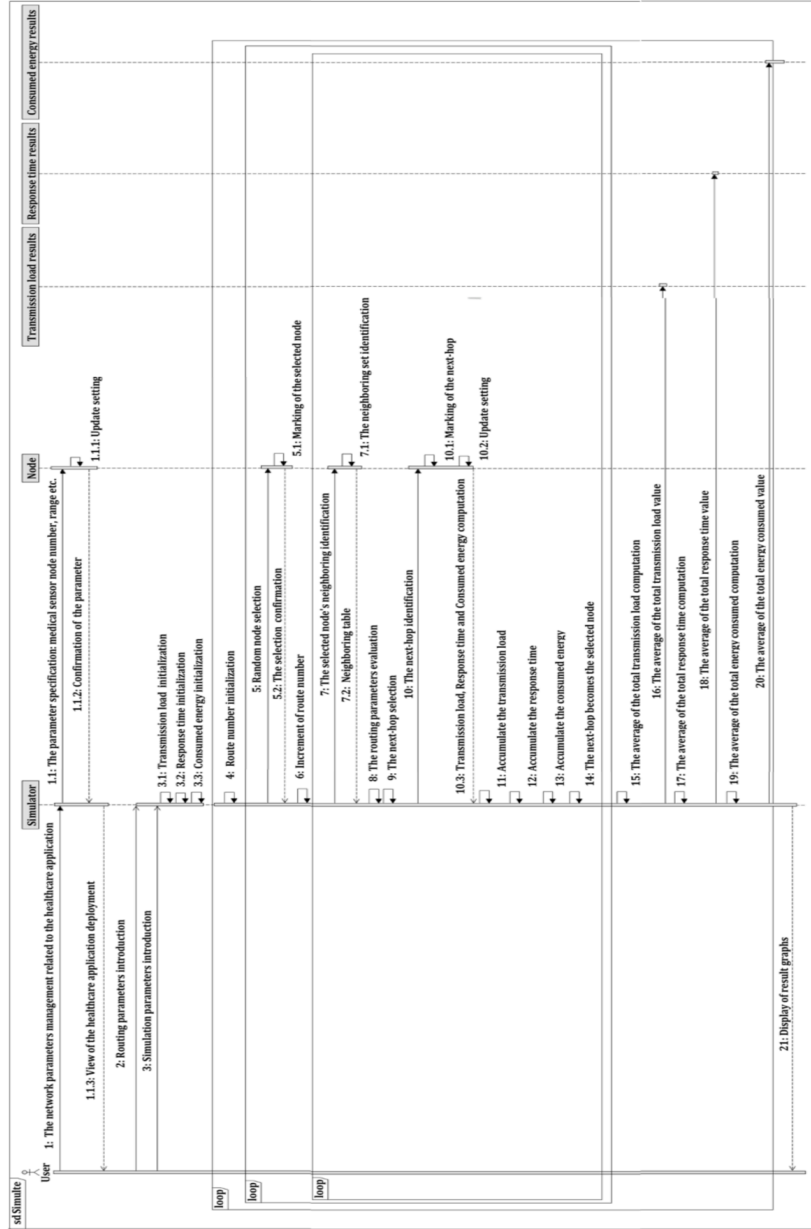 sd Simulte
User
Simulator
Node
Transmission load results
Response time results
Consumed energy results
1: The network parameters management related to the healthcare application
1.1: The parameter specification: medical sensor node number, range etc.
1.1.1: Update setting
1.1.2: Confirmation of the parameter
1.1.3: View of the healthcare application deployment
2: Routing parameters introduction
3: Simulation parameters introduction
3.1: Transmission load initialization
3.2: Response time initialization
3.3: Consumed energy initialization
loop
4: Route number initialization
loop
5: Random node selection
5.1: Marking of the selected node
5.2: The selection confirmation
6: Increment of route number
loop
7: The selected node's neighboring identification
7.1: The neighboring set identification
7.2: Neighboring table
8: The routing parameters evaluation
9: The next-hop selection
10: The next-hop identification
10.1: Marking of the next-hop
10.2: Update setting
10.3: Transmission load, Response time and Consumed energy computation
11: Accumulate the transmission load
12: Accumulate the response time
13: Accumulate the consumed energy
14: The next-hop becomes the selected node
15: The average of the total transmission load computation
16: The average of the total transmission load value
17: The average of the total response time computation
18: The average of the total response time value
19: The average of the total energy consumed computation
20: The average of the total energy consumed value
21: Display of result graphs